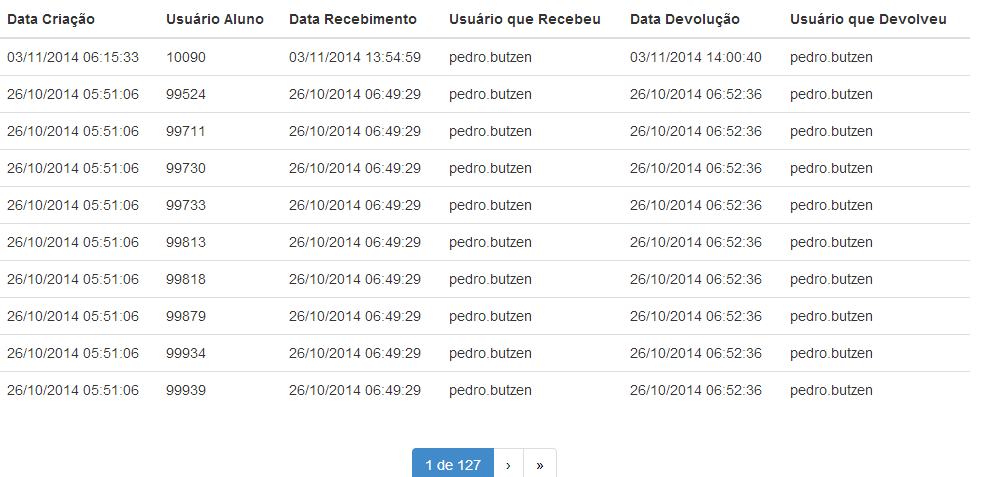 Data Criação Usuário Aluno Data Recebimento Usuário que Recebeu Data Devolução Usuário que Devolveu
03/11/2014 06:15:33 10090 03/11/2014 13:54:59 pedro.butzen 03/11/2014 14:00:40 pedro.butzen
26/10/2014 05:51:06 99524 26/10/2014 06:49:29 pedro.butzen 26/10/2014 06:52:36 pedro.butzen
26/10/2014 05:51:06 99711 26/10/2014 06:49:29 pedro.butzen 26/10/2014 06:52:36 pedro.butzen
26/10/2014 05:51:06 99730 26/10/2014 06:49:29 pedro.butzen 26/10/2014 06:52:36 pedro.butzen
26/10/2014 05:51:06 99733 26/10/2014 06:49:29 pedro.butzen 26/10/2014 06:52:36 pedro.butzen
26/10/2014 05:51:06 99813 26/10/2014 06:49:29 pedro.butzen 26/10/2014 06:52:36 pedro.butzen
26/10/2014 05:51:06 99818 26/10/2014 06:49:29 pedro.butzen 26/10/2014 06:52:36 pedro.butzen
26/10/2014 05:51:06 99879 26/10/2014 06:49:29 pedro.butzen 26/10/2014 06:52:36 pedro.butzen
26/10/2014 05:51:06 99934 26/10/2014 06:49:29 pedro.butzen 26/10/2014 06:52:36 pedro.butzen
26/10/2014 05:51:06 99939 26/10/2014 06:49:29 pedro.butzen 26/10/2014 06:52:36 pedro.butzen
1 de 127 › »